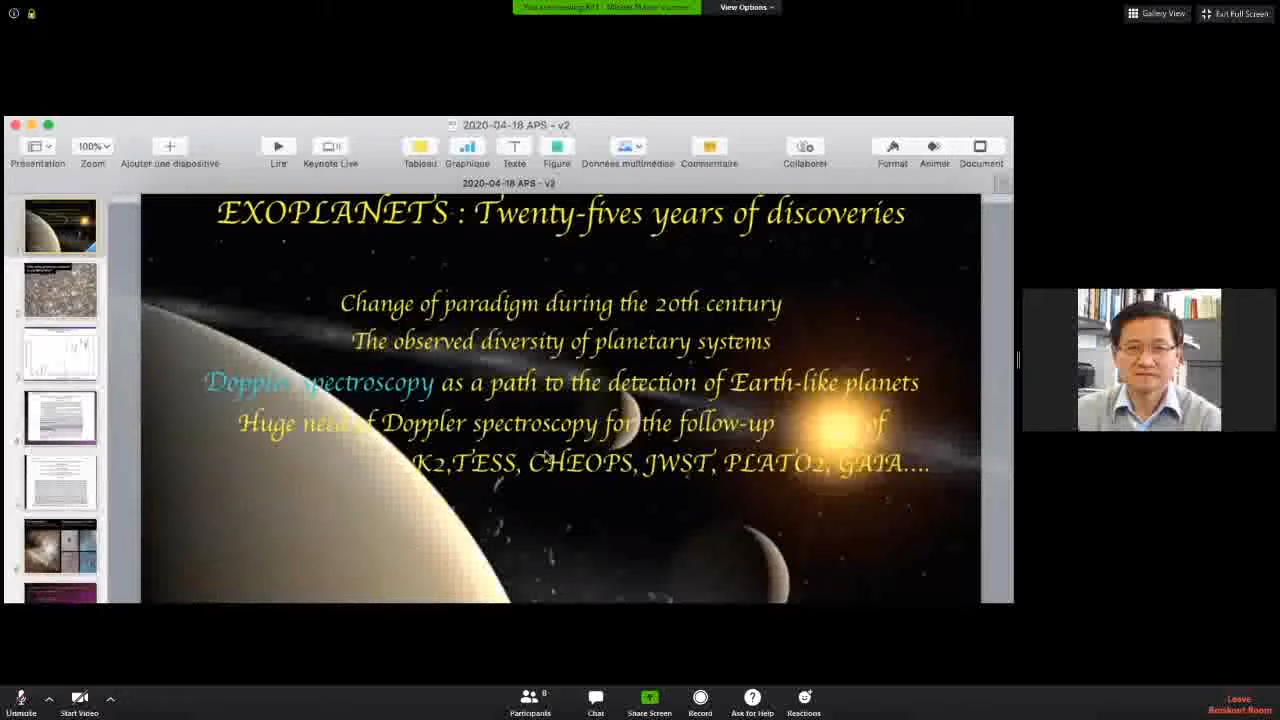 View Options
Gallery View
Exit Full Screen
2020-04-18 APS - v2
Présentation
100%
Zoom
Ajouter une diapositive
Lire
Keynote Live
Tableau
Graphique
Texte
Figure
Données multimédias
Commentaire
Collaborer
Format
Animer
Document
2020-04-18 APS - v2
EXOPLANETS : Twenty-fives years of discoveries
Change of paradigm during the 20th century
The observed diversity of planetary systems
Doppler spectroscopy as a path to the detection of Earth-like planets
Huge need of Doppler spectroscopy for the follow-up of
K2,TESS, CHEOPS, JWST, PLATO2, GAIA....
Unmute
Start Video
Participants
8
Chat
Share Screen
Record
Ask for Help
Reactions
Leave
Breakout Room